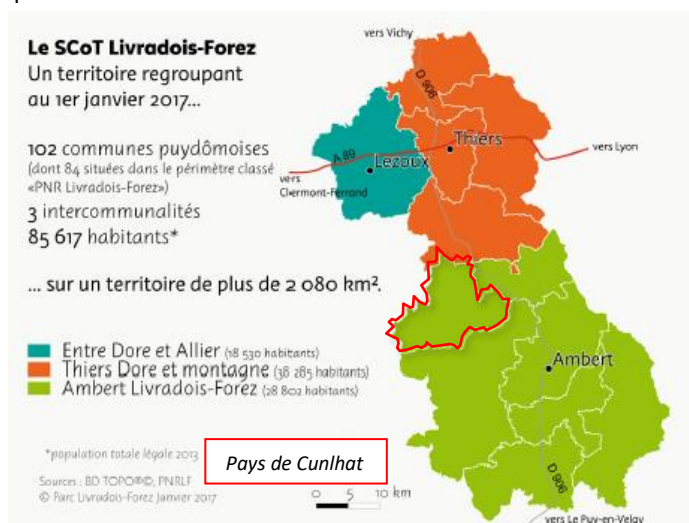 Le SCoT Livradois-Forez
Un territoire regroupant
au 1er janvier 2017...
102 communes puydômoises
(dont 84 situées dans le périmètre classé
«PNR Livradois-Forez»)
3 intercommunalités
85 617 habitants*
... sur un territoire de plus de 2 080 km².
Entre Dore et Allier (18 530 habitants)
Thiers Dore et montagne (38 285 habitants)
Ambert Livradois-Forez (28 802 habitants)
*population totale légale 2013
Sources : BD TOPO®©, PNRLF
© Parc Livradois-Forez Janvier 2017
Pays de Cunlhat
0 5 10 km
vers Vichy
D 906
Thiers
A 89
Lezoux
vers Lyon
vers
Clermont-Ferrand
Ambert
D 906
vers Le Puy-en-Velay